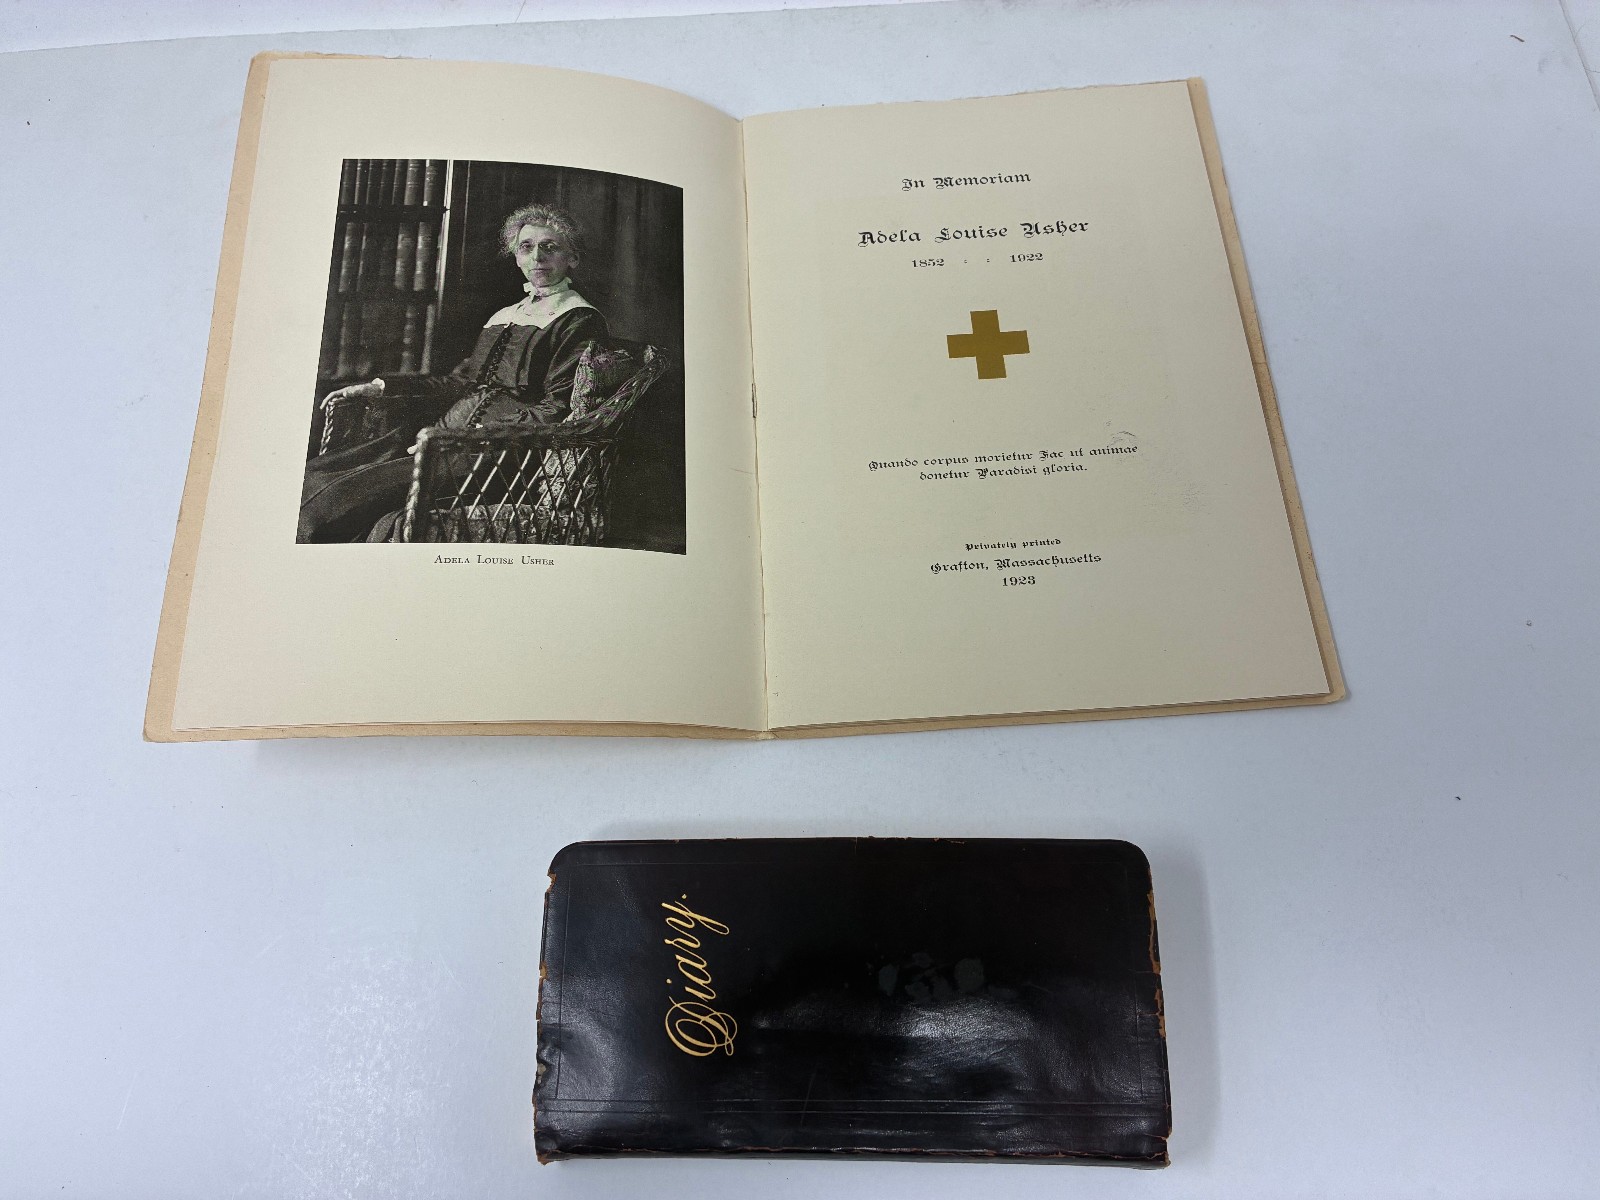 Adela Louise Usher
In Memoriam
Adela Louise Usher
1852 : : 1922
Quando corpus morietur Fac ut animae
donetur Paradisi gloria.
Privately printed
Grafton, Massachusetts
1923
Diary.